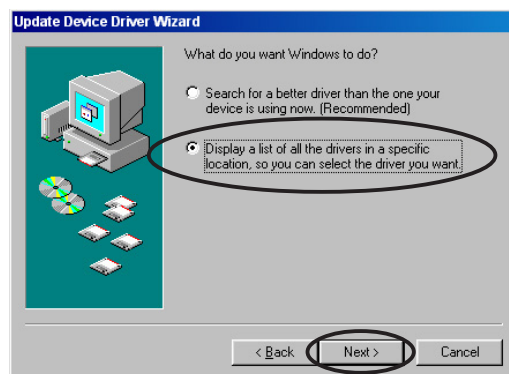 Update Device Driver Wizard
What do you want Windows to do?
Search for a better driver than the one your
device is using now. (Recommended)
Display a list of all the drivers in a specific
location, so you can select the driver you want.
< Back
Next >
Cancel